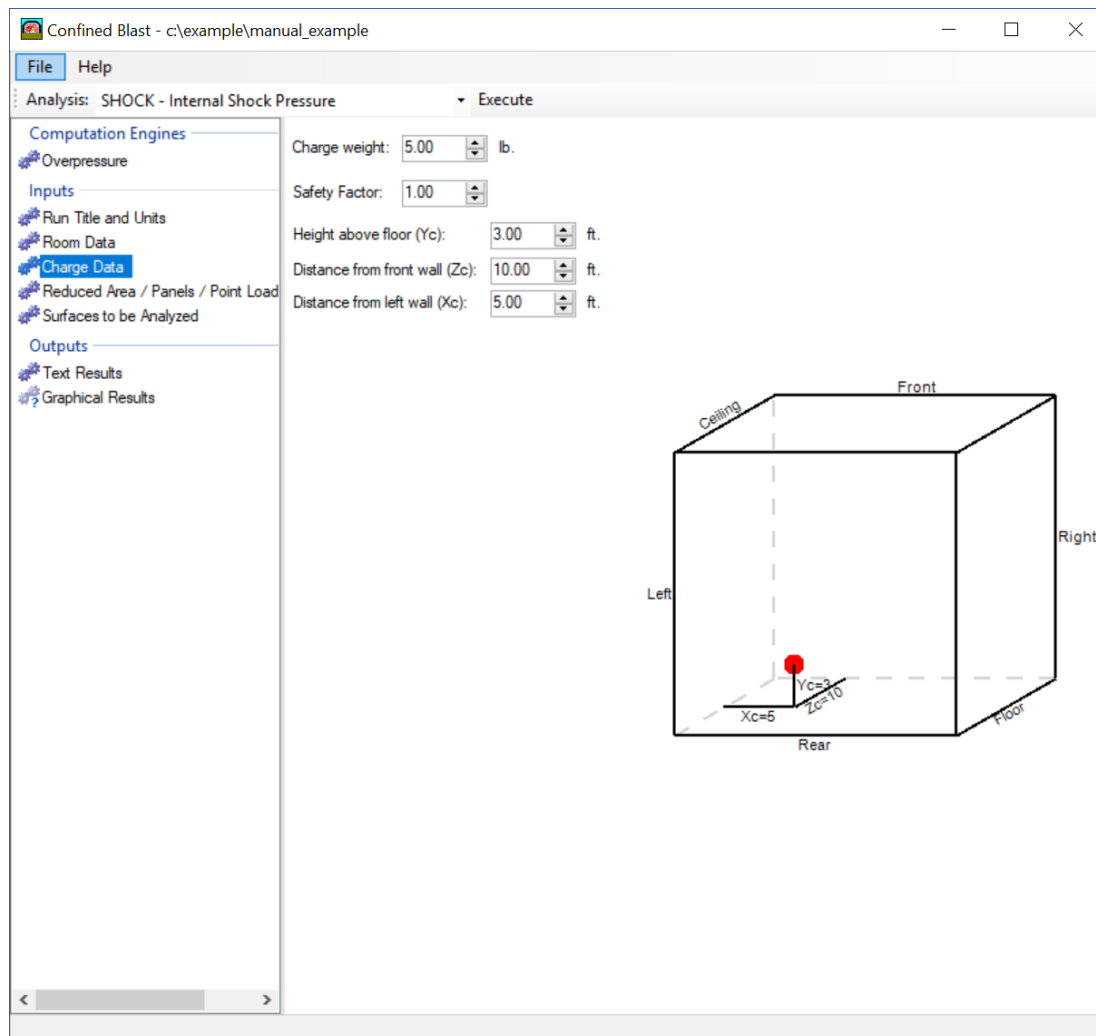 Confined Blast - c:\example\manual_example
File Help
Analysis: SHOCK - Internal Shock Pressure Execute
Computation Engines
Overpressure
Inputs
Run Title and Units
Room Data
Charge Data
Reduced Area / Panels / Point Load
Surfaces to be Analyzed
Outputs
Text Results
? Graphical Results
Charge weight: 5.00 lb.
Safety Factor: 1.00
Height above floor (Yc): 3.00 ft.
Distance from front wall (Zc): 10.00 ft.
Distance from left wall (Xc): 5.00 ft.
Front
Ceiling
Right
Left
Yc=3
Zc=10
Xc=5
Floor
Rear